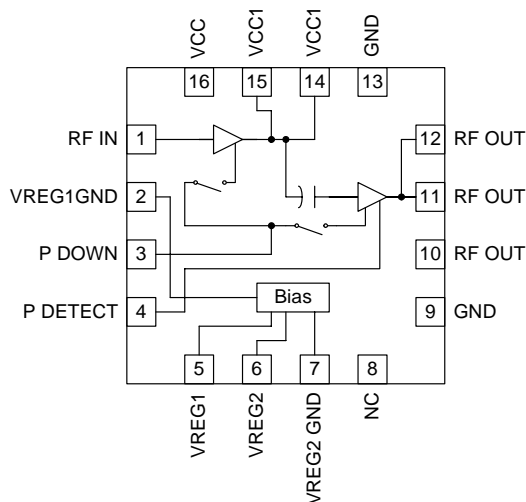 VCC
VCC1
VCC1
GND
16
15
14
13
RF IN
1
12
RF OUT
VREG1GND
2
11
RF OUT
P DOWN
3
10
RF OUT
P DETECT
4
Bias
9
GND
5
6
7
8
VREG1
VREG2
VREG2 GND
NC